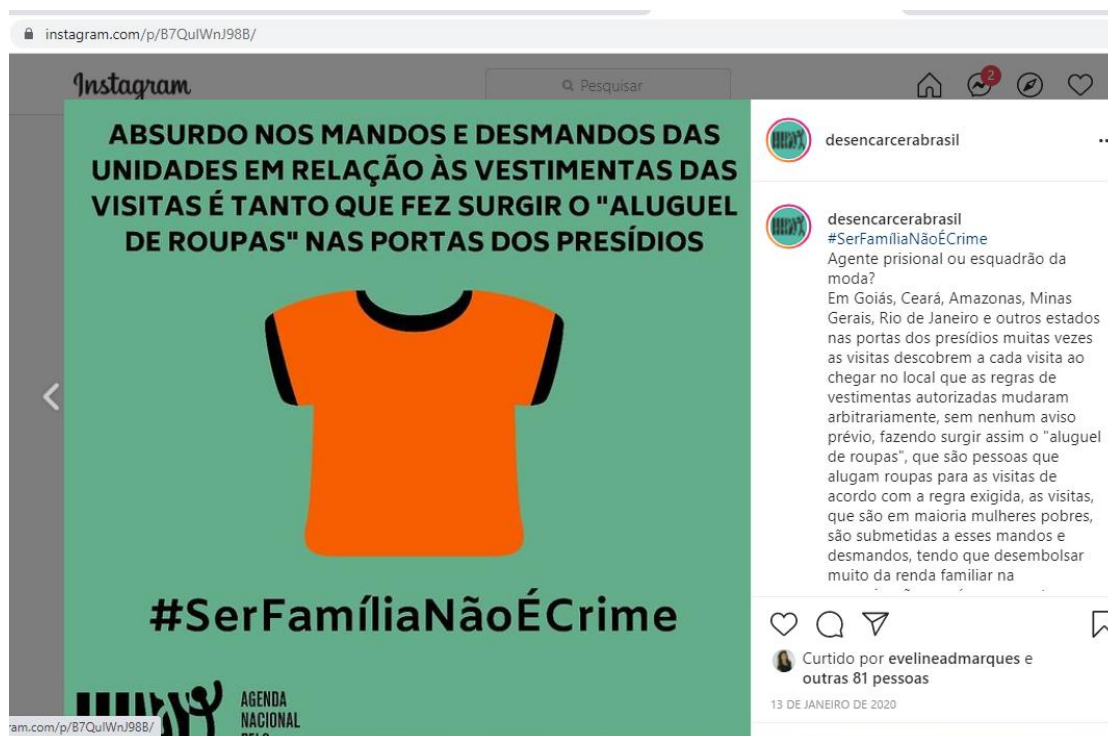 instagram.com/p/B7QulWnJ98B/
Instagram
Pesquisar
2
ABSURDO NOS MANDOS E DESMANDOS DAS
UNIDADES EM RELAÇÃO ÀS VESTIMENTAS DAS
VISITAS É TANTO QUE FEZ SURGIR O "ALUGUEL
DE ROUPAS" NAS PORTAS DOS PRESÍDIOS
#SerFamíliaNãoÉCrime
AGENDA
NACIONAL
ram.com/p/B7QulWnJ98B/
desencarcerabrasil
desencarcerabrasil
#SerFamíliaNãoÉCrime
Agente prisional ou esquadrão da
moda?
Em Goiás, Ceará, Amazonas, Minas
Gerais, Rio de Janeiro e outros estados
nas portas dos presídios muitas vezes
as visitas descobrem a cada visita ao
chegar no local que as regras de
vestimentas autorizadas mudaram
arbitrariamente, sem nenhum aviso
prévio, fazendo surgir assim o "aluguel
de roupas", que são pessoas que
alugam roupas para as visitas de
acordo com a regra exigida, as visitas,
que são em maioria mulheres pobres,
são submetidas a esses mandos e
desmandos, tendo que desembolsar
muito da renda familiar na
Curtido por evelineadmarques e
outras 81 pessoas
13 DE JANEIRO DE 2020